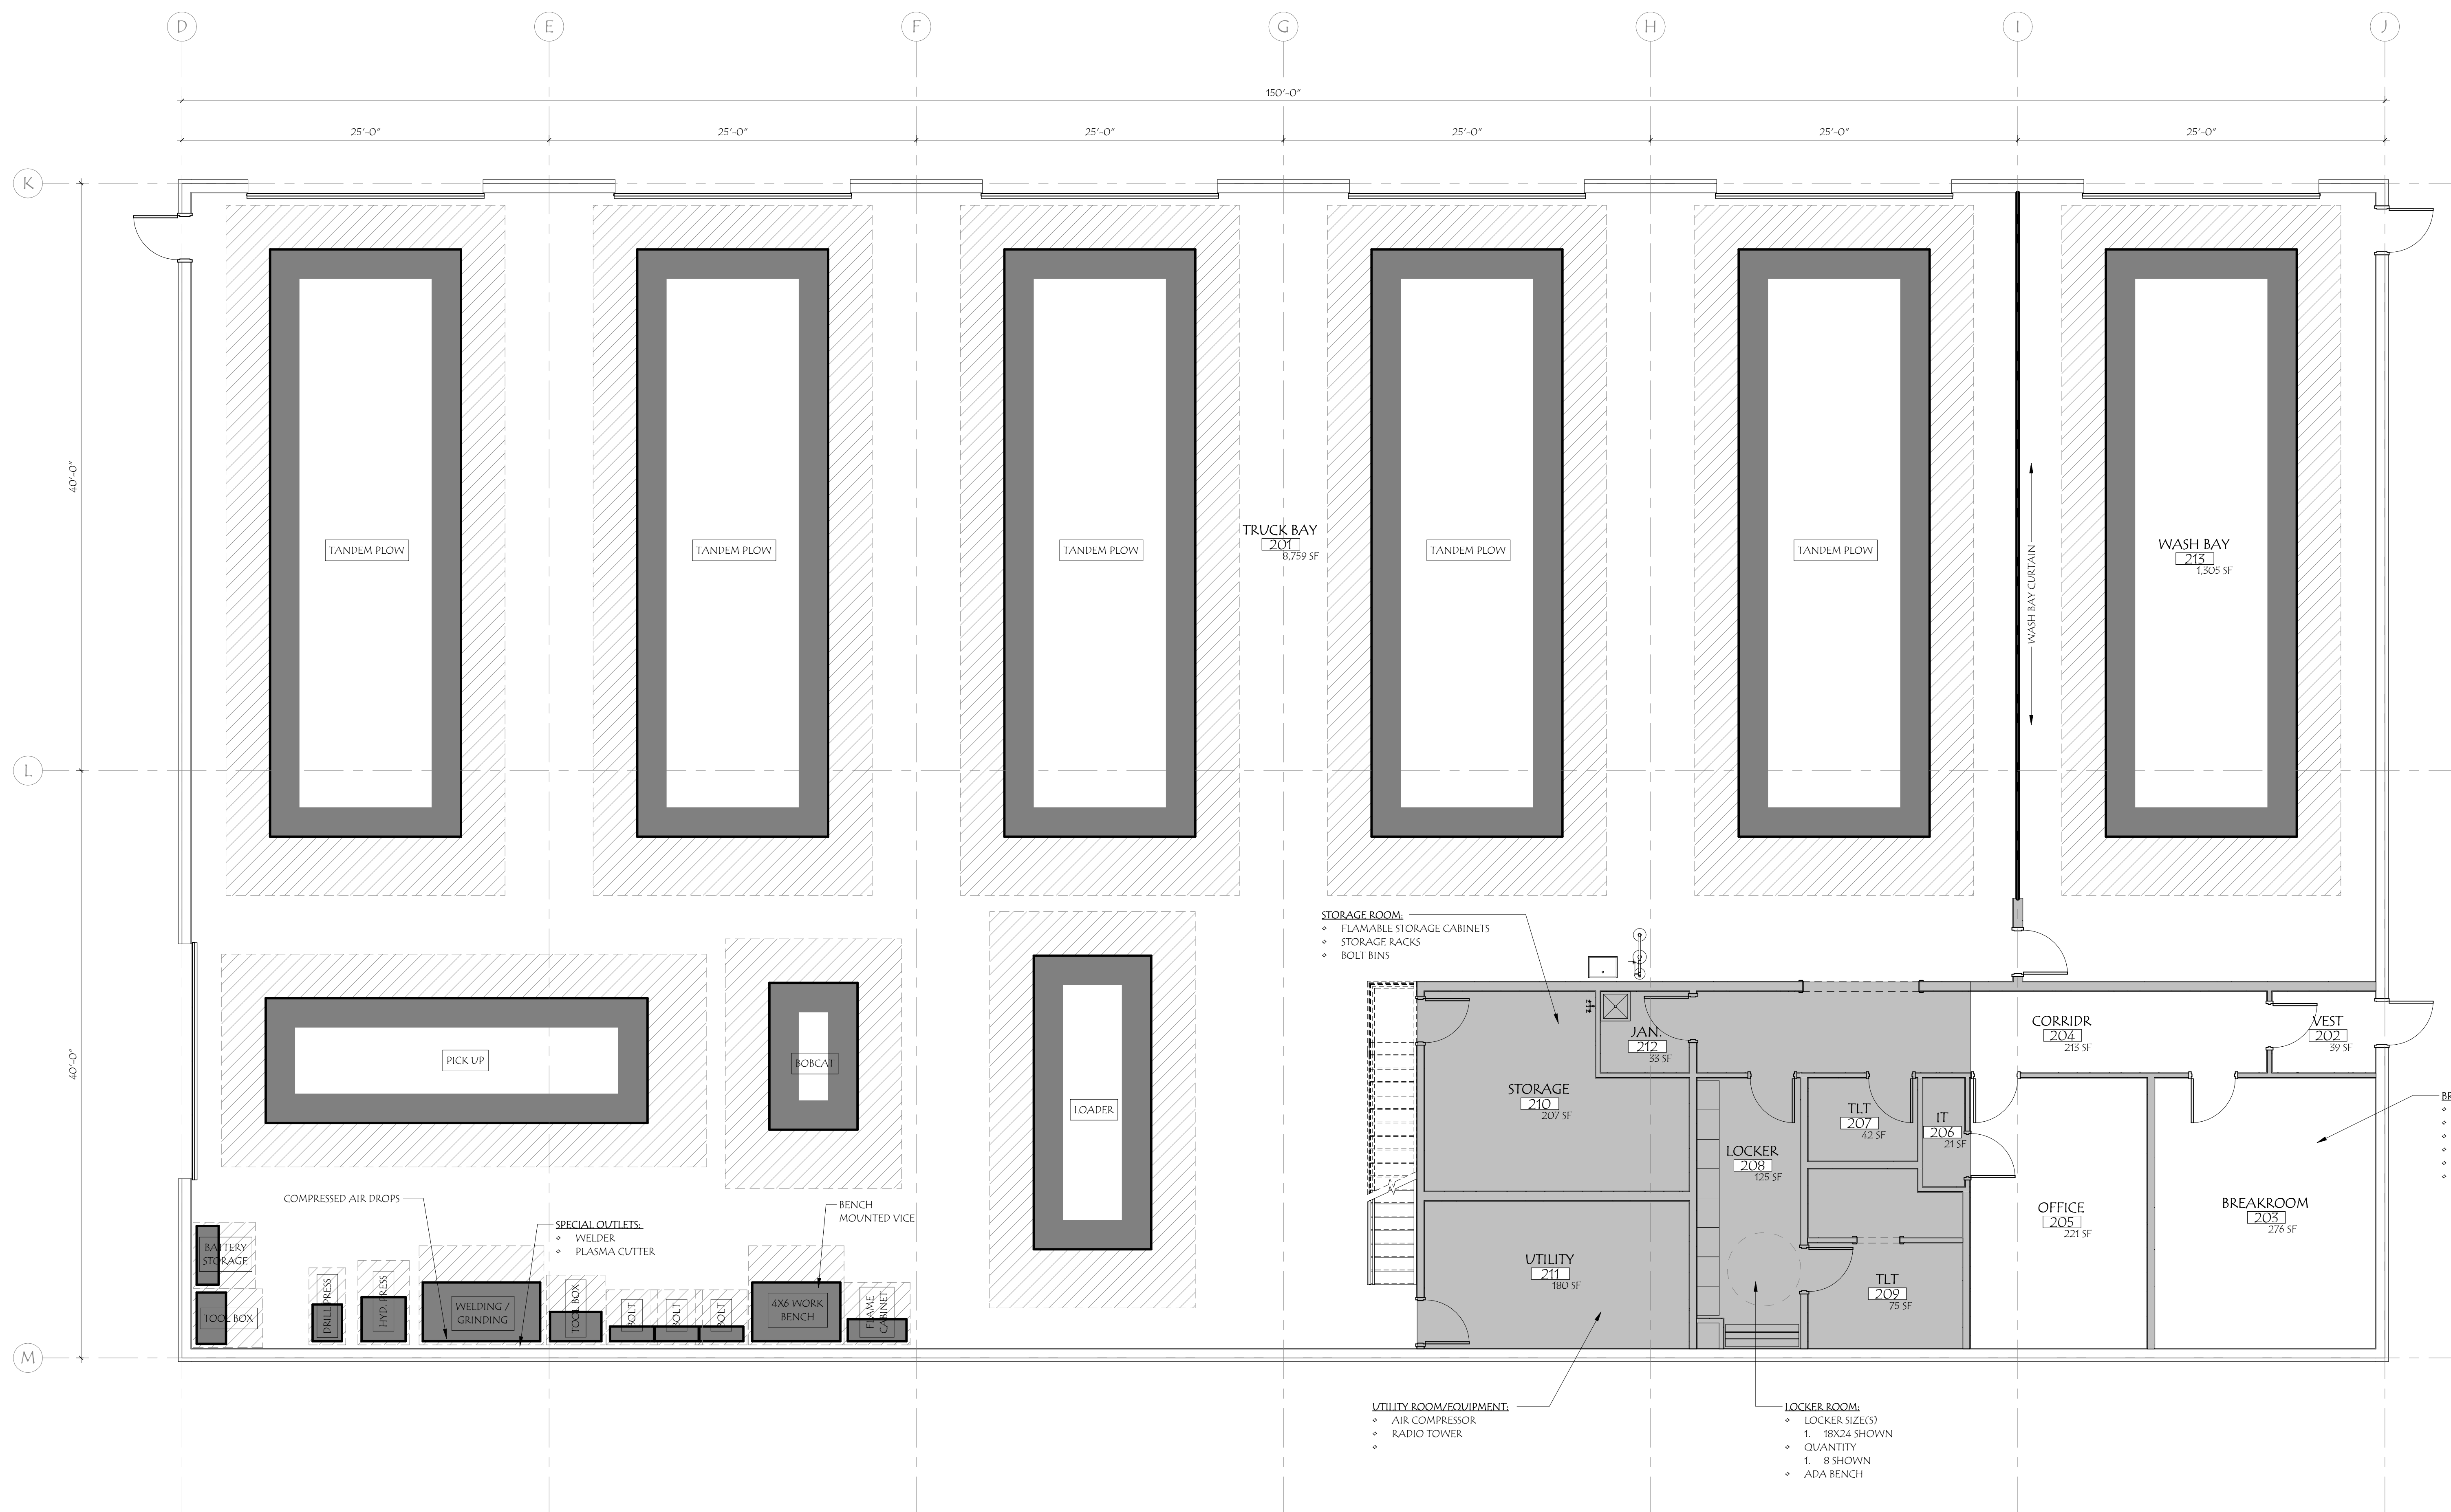 D
E
F
G
H
I
J
150'-0"
25'-0"
25'-0"
25'-0"
25'-0"
25'-0"
25'-0"
K
40'-0"
TANDEM PLOW
TANDEM PLOW
TANDEM PLOW
TRUCK BAY
201
8,759 SF
TANDEM PLOW
TANDEM PLOW
WASH BAY CURTAIN
WASH BAY
213
1,305 SF
L
40'-0"
STORAGE ROOM:
FLAMABLE STORAGE CABINETS
STORAGE RACKS
BOLT BINS
PICK UP
BOBCAT
LOADER
JAN.
212
33 SF
CORRIDR
204
213 SF
VEST
202
39 SF
STORAGE
210
207 SF
TLT
207
42 SF
IT
206
21 SF
BR
LOCKER
208
125 SF
COMPRESSED AIR DROPS
BENCH
MOUNTED VICE
SPECIAL OUTLETS:
WELDER
PLASMA CUTTER
OFFICE
205
221 SF
BREAKROOM
203
276 SF
BATTERY
STORAGE
UTILITY
211
180 SF
TLT
209
75 SF
TOOL BOX
DRILL PRESS
HYD. PRESS
WELDING /
GRINDING
TOOL BOX
BOLT
BOLT
BOLT
4X6 WORK
BENCH
FLAME
CABINET
M
UTILITY ROOM/EQUIPMENT:
AIR COMPRESSOR
RADIO TOWER
LOCKER ROOM:
LOCKER SIZE(S)
1. 18X24 SHOWN
QUANTITY
1. 8 SHOWN
ADA BENCH